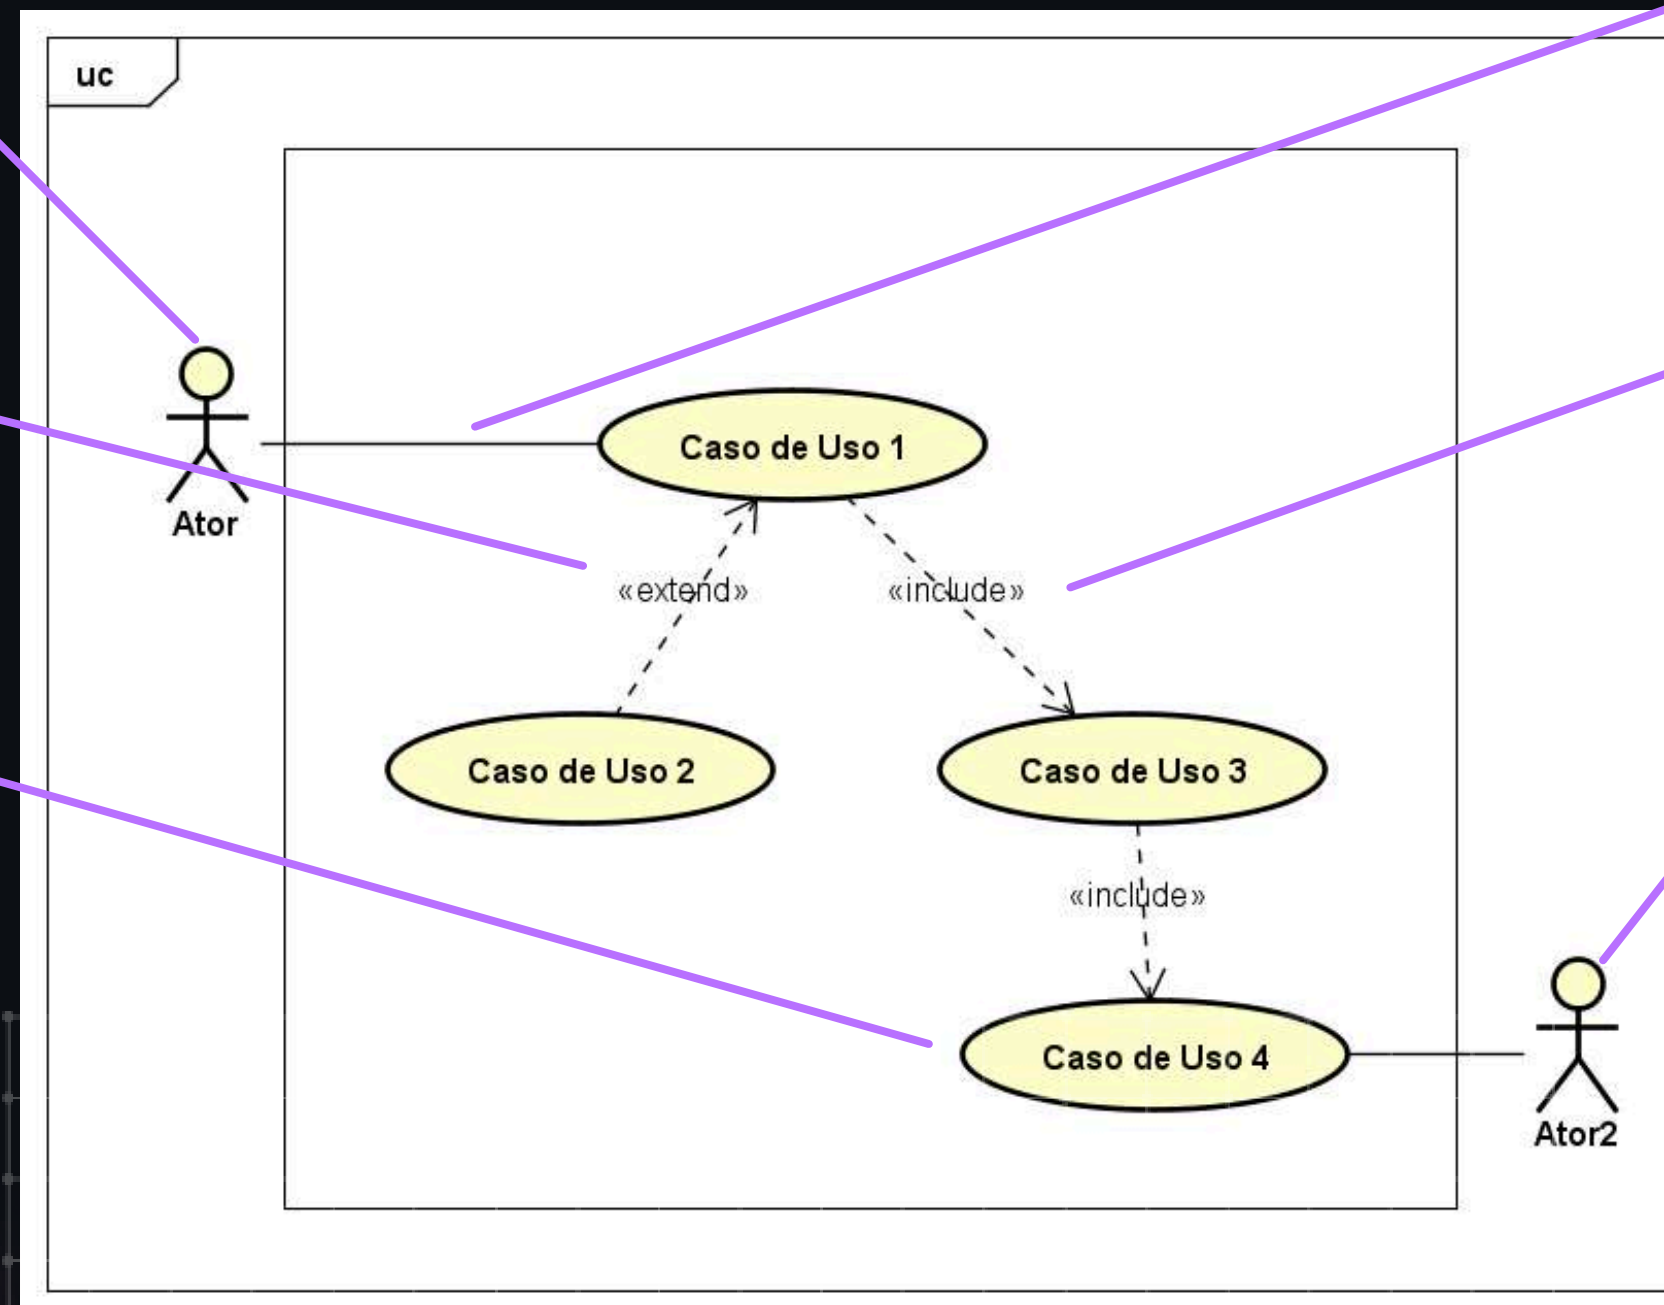 uc
Caso de Uso 1
Ator
«extend»
«include»
Caso de Uso 2
Caso de Uso 3
«include»
Caso de Uso 4
Ator2